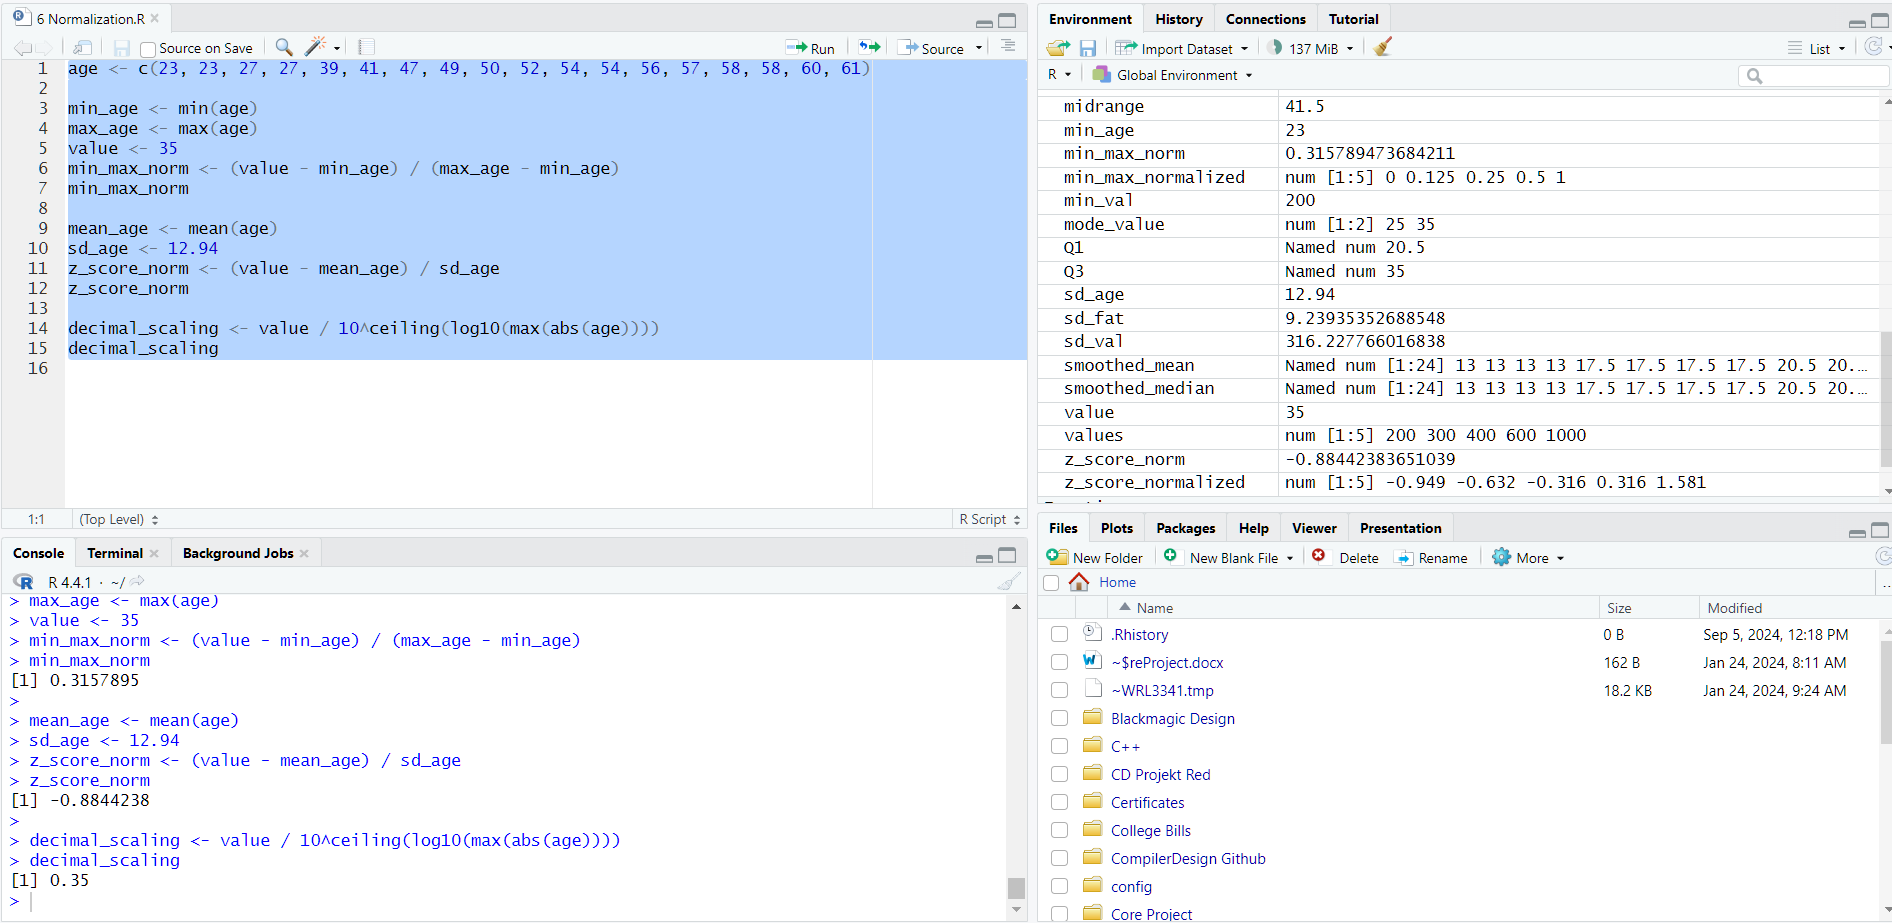 6 Normalization.R
Source on Save
Run
Source
1 age <- c(23, 23, 27, 27, 39, 41, 47, 49, 50, 52, 54, 54, 56, 57, 58, 58, 60, 61)
2
3 min_age <- min(age)
4 max_age <- max(age)
5 value <- 35
6 min_max_norm <- (value - min_age) / (max_age - min_age)
7 min_max_norm
8
9 mean_age <- mean(age)
10 sd_age <- 12.94
11 z_score_norm <- (value - mean_age) / sd_age
12 z_score_norm
13
14 decimal_scaling <- value / 10^ceiling(log10(max(abs(age))))
15 decimal_scaling
16
1:1 (Top Level) R Script
Console Terminal Background Jobs
R R 4.4.1 · ~/
> max_age <- max(age)
> value <- 35
> min_max_norm <- (value - min_age) / (max_age - min_age)
> min_max_norm
[1] 0.3157895
>
> mean_age <- mean(age)
> sd_age <- 12.94
> z_score_norm <- (value - mean_age) / sd_age
> z_score_norm
[1] -0.8844238
>
> decimal_scaling <- value / 10^ceiling(log10(max(abs(age))))
> decimal_scaling
[1] 0.35
>
Environment History Connections Tutorial
Import Dataset 137 MiB List
R Global Environment
midrange 41.5
min_age 23
min_max_norm 0.315789473684211
min_max_normalized num [1:5] 0 0.125 0.25 0.5 1
min_val 200
mode_value num [1:2] 25 35
Q1 Named num 20.5
Q3 Named num 35
sd_age 12.94
sd_fat 9.23935352688548
sd_val 316.227766016838
smoothed_mean Named num [1:24] 13 13 13 13 17.5 17.5 17.5 17.5 20.5 20.…
smoothed_median Named num [1:24] 13 13 13 13 17.5 17.5 17.5 17.5 20.5 20.…
value 35
values num [1:5] 200 300 400 600 1000
z_score_norm -0.88442383651039
z_score_normalized num [1:5] -0.949 -0.632 -0.316 0.316 1.581
Files Plots Packages Help Viewer Presentation
New Folder New Blank File Delete Rename More
Home ..
Name Size Modified
.Rhistory 0 B Sep 5, 2024, 12:18 PM
~$reProject.docx 162 B Jan 24, 2024, 8:11 AM
~WRL3341.tmp 18.2 KB Jan 24, 2024, 9:24 AM
Blackmagic Design
C++
CD Projekt Red
Certificates
College Bills
CompilerDesign Github
config
Core Project